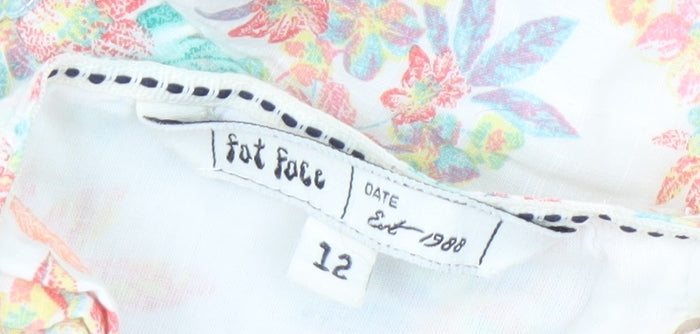 fat face
DATE
Est 1988
12